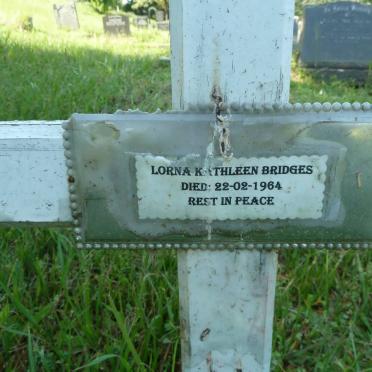 LORNA KATHLEEN BRIDGES
DIED: 22-02-1964
REST IN PEACE